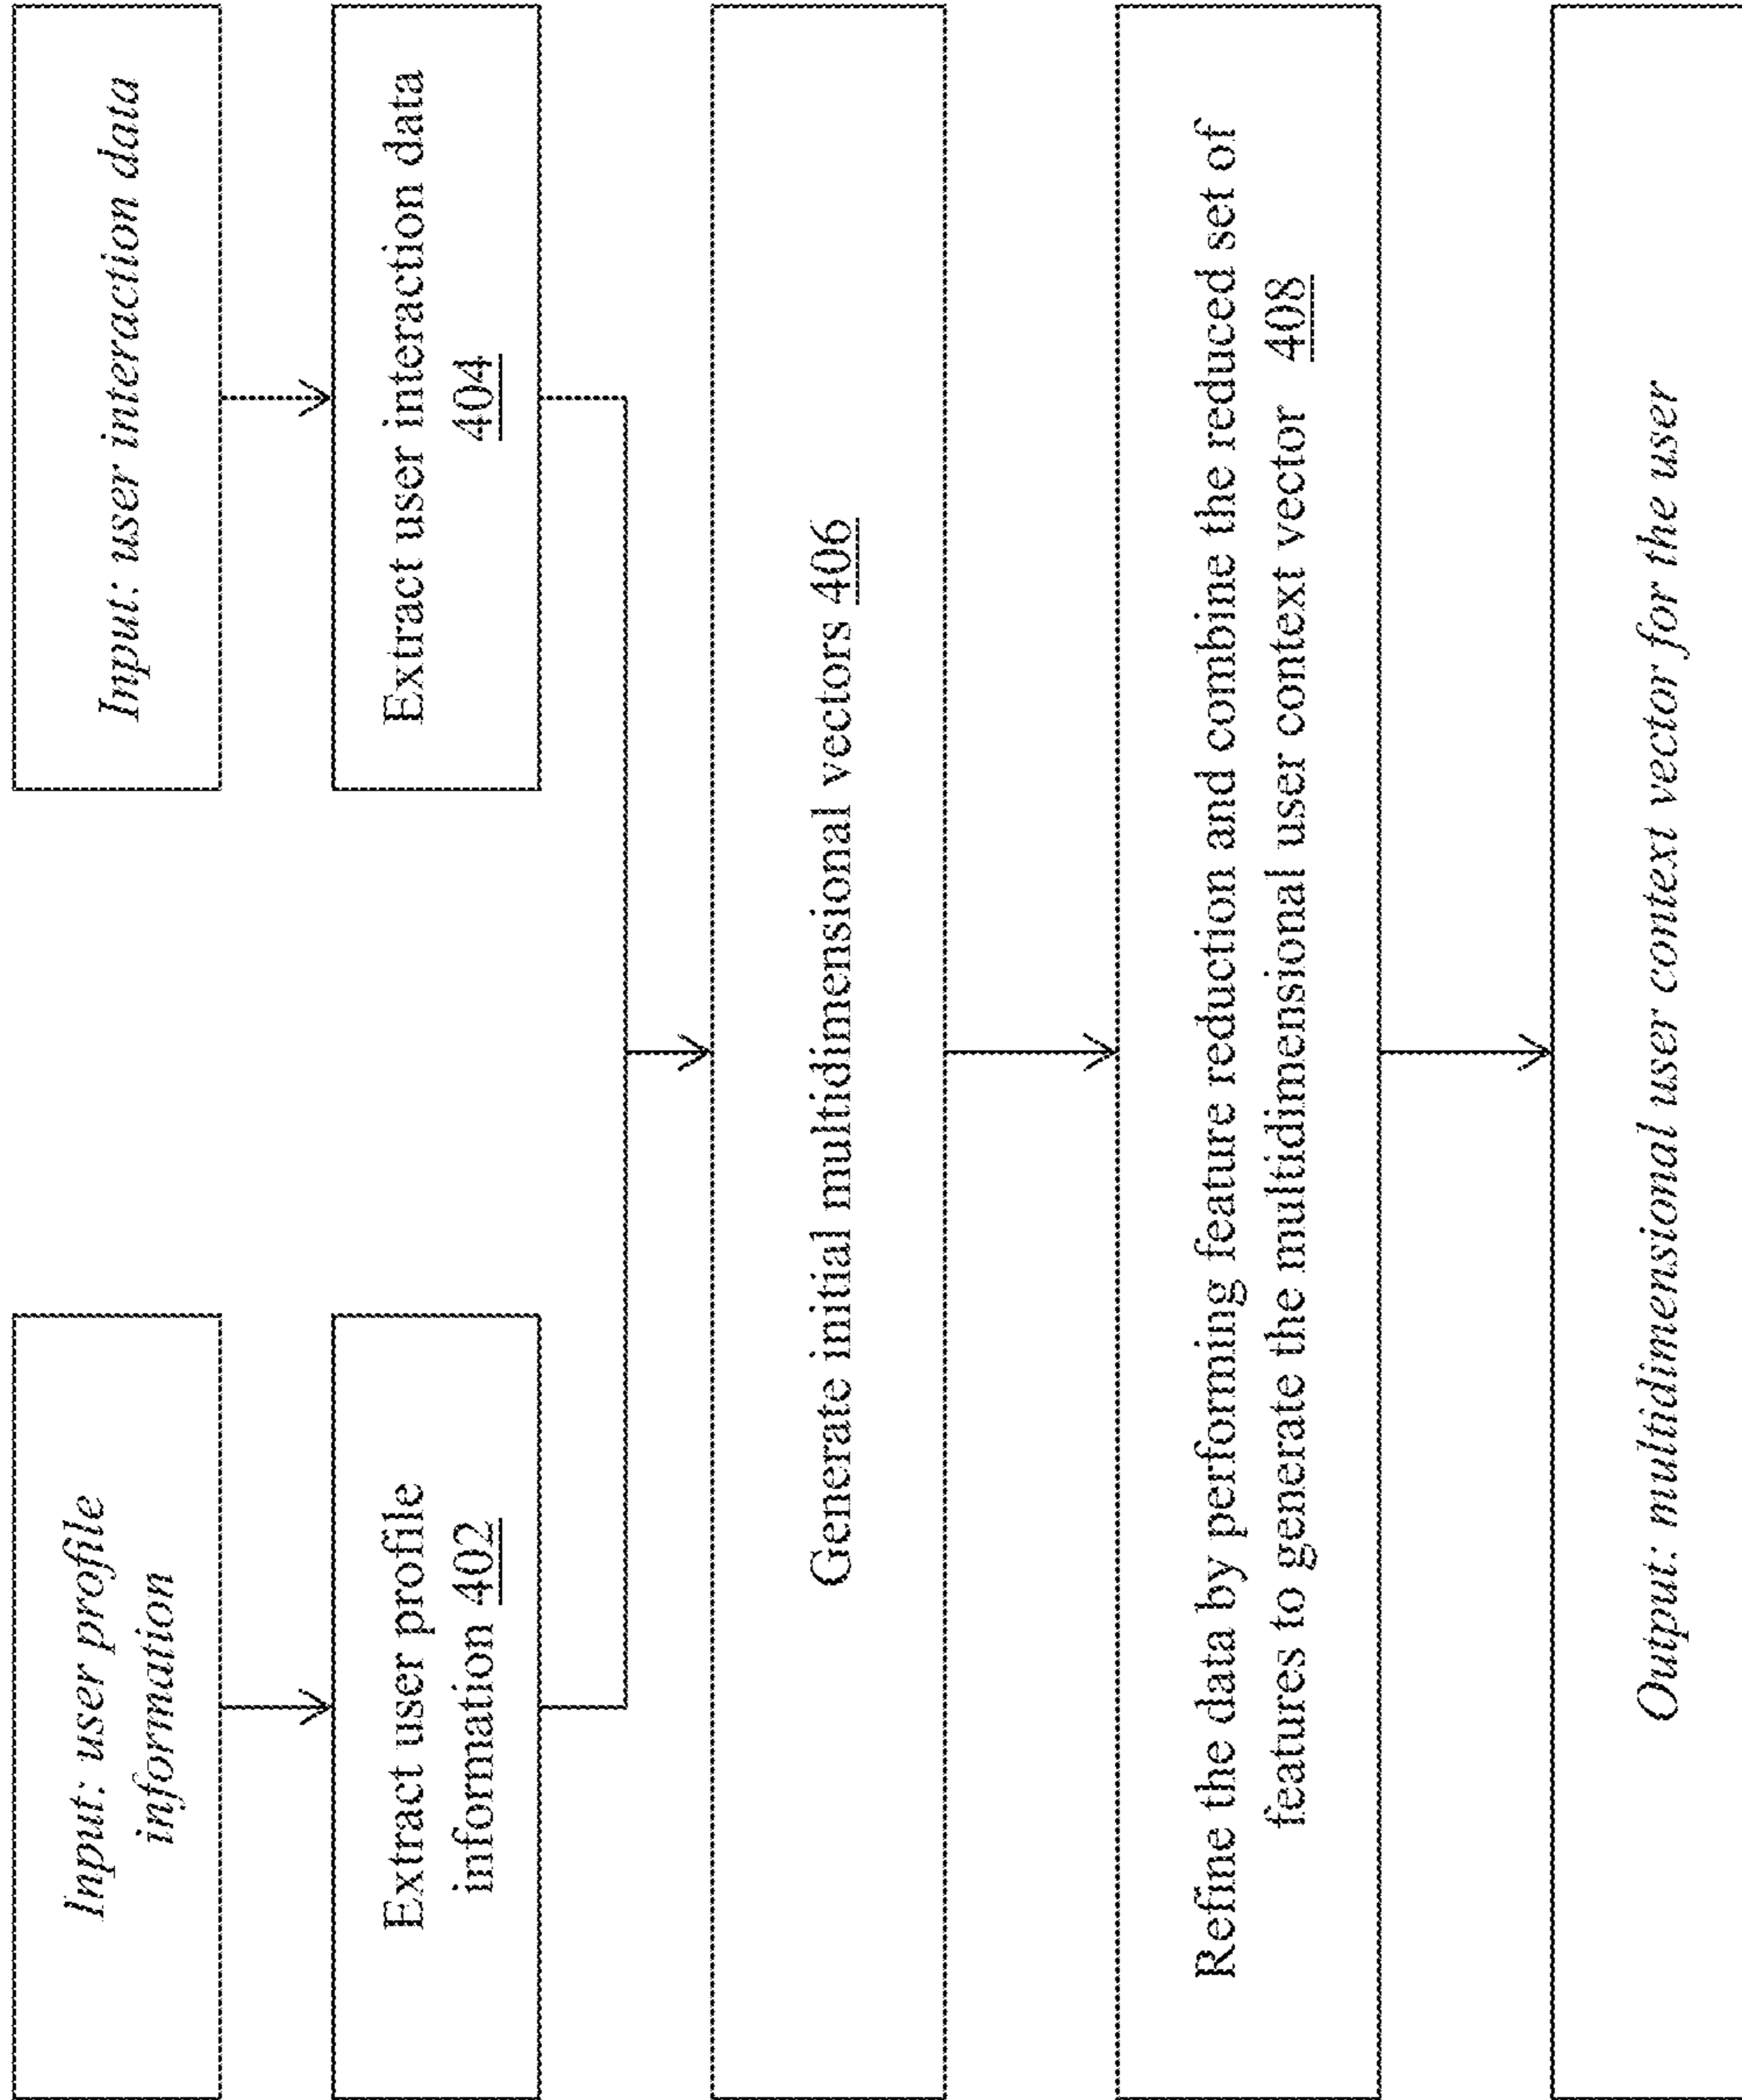 Input: user profile
information
Input: user interaction data
Extract user profile
information 402
Extract user interaction data
404
Generate initial multidimensional vectors 406
Refine the data by performing feature reduction and combine the reduced set of
features to generate the multidimensional user context vector 408
Output: multidimensional user context vector for the user